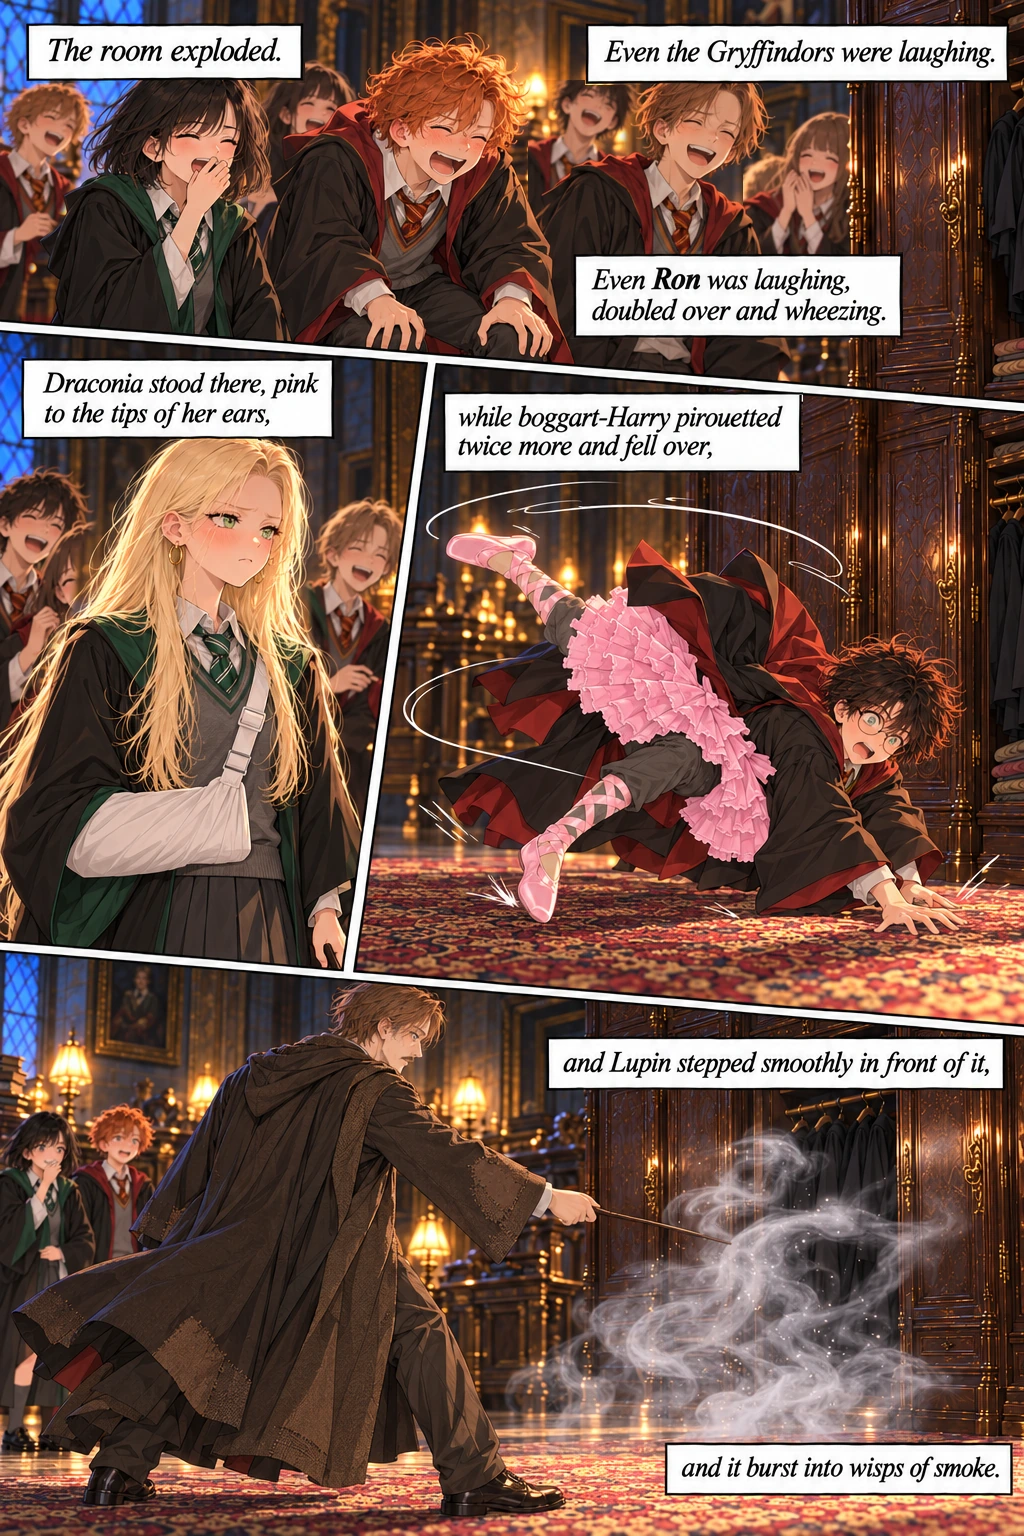 The room exploded.
Even the Gryffindors were laughing.
Even Ron was laughing,
doubled over and wheezing.
Draconia stood there, pink
to the tips of her ears,
while boggart-Harry pirouetted
twice more and fell over,
and Lupin stepped smoothly in front of it,
and it burst into wisps of smoke.